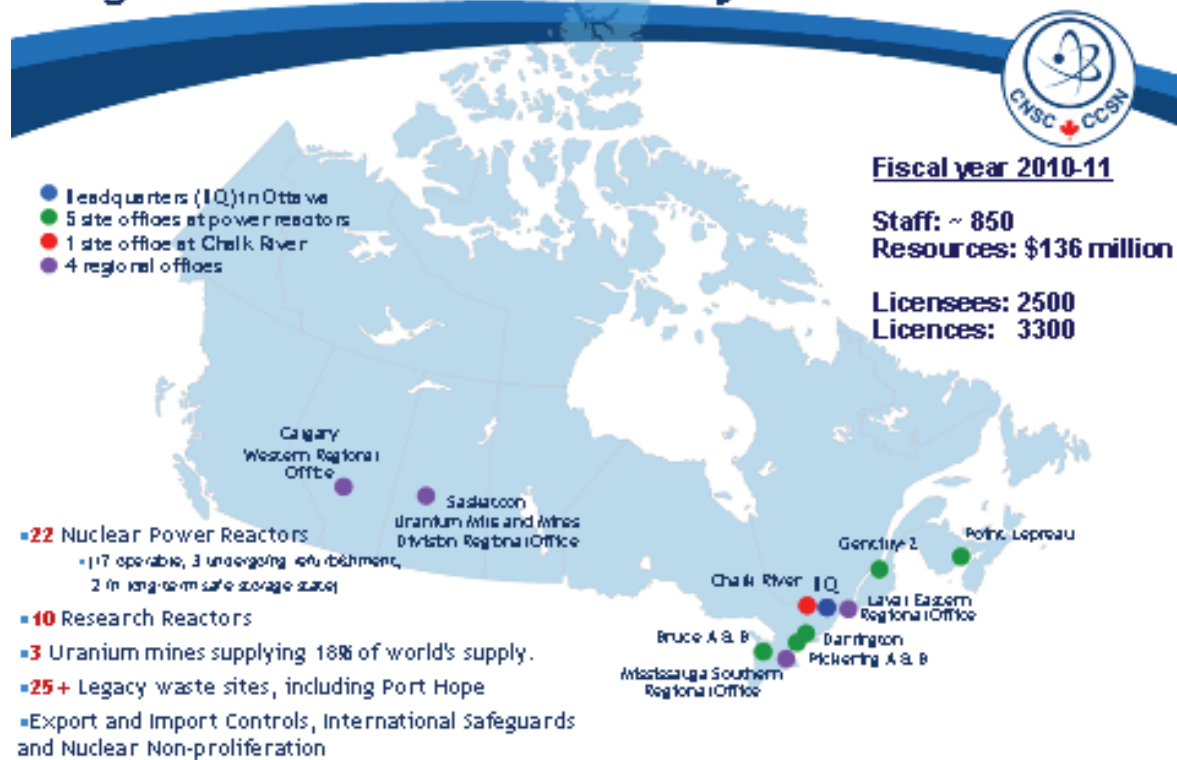 CNSC CCSN
Fiscal year 2010-11
Staff: ~ 850
Resources: $136 million
Licensees: 2500
Licences: 3300
Headquarters (HQ) in Ottawa
5 site offices at power reactors
1 site office at Chalk River
4 regional offices
Calgary
Western Regional
Office
Saskatoon
Uranium Mills and Mines
Division Regional Office
22 Nuclear Power Reactors
(17 operable, 3 undergoing refurbishment,
2 in long-term safe storage state)
10 Research Reactors
3 Uranium mines supplying 18% of world's supply.
25+ Legacy waste sites, including Port Hope
Export and Import Controls, International Safeguards
and Nuclear Non-proliferation
Point Lepreau
Gentilly-2
Chalk River
HQ
Laval Eastern
Regional Office
Bruce A & B
Darlington
Pickering A & B
Mississauga Southern
Regional Office